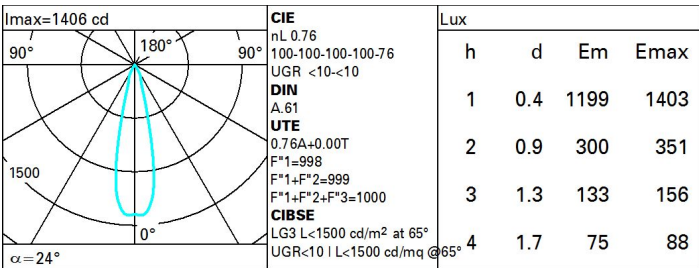 Imax=1406 cd
90° 180° 90°
1500
0°
α=24°
CIE
nL 0.76
100-100-100-100-76
UGR <10-<10
DIN
A.61
UTE
0.76A+0.00T
F"1=998
F"1+F"2=999
F"1+F"2+F"3=1000
CIBSE
LG3 L<1500 cd/m² at 65°
UGR<10 | L<1500 cd/mq @65°
Lux
h d Em Emax
1 0.4 1199 1403
2 0.9 300 351
3 1.3 133 156
4 1.7 75 88